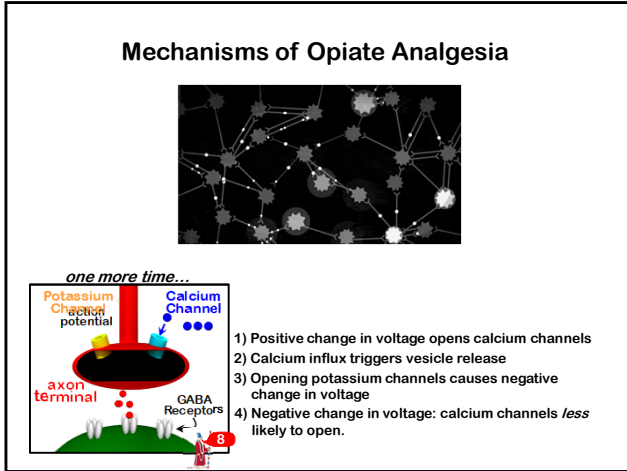 Mechanisms of Opiate Analgesia
one more time…
Potassium
Channel
action
potential
Calcium
Channel
axon
terminal
GABA
Receptors
8
1) Positive change in voltage opens calcium channels
2) Calcium influx triggers vesicle release
3) Opening potassium channels causes negative
change in voltage
4) Negative change in voltage: calcium channels less
likely to open.